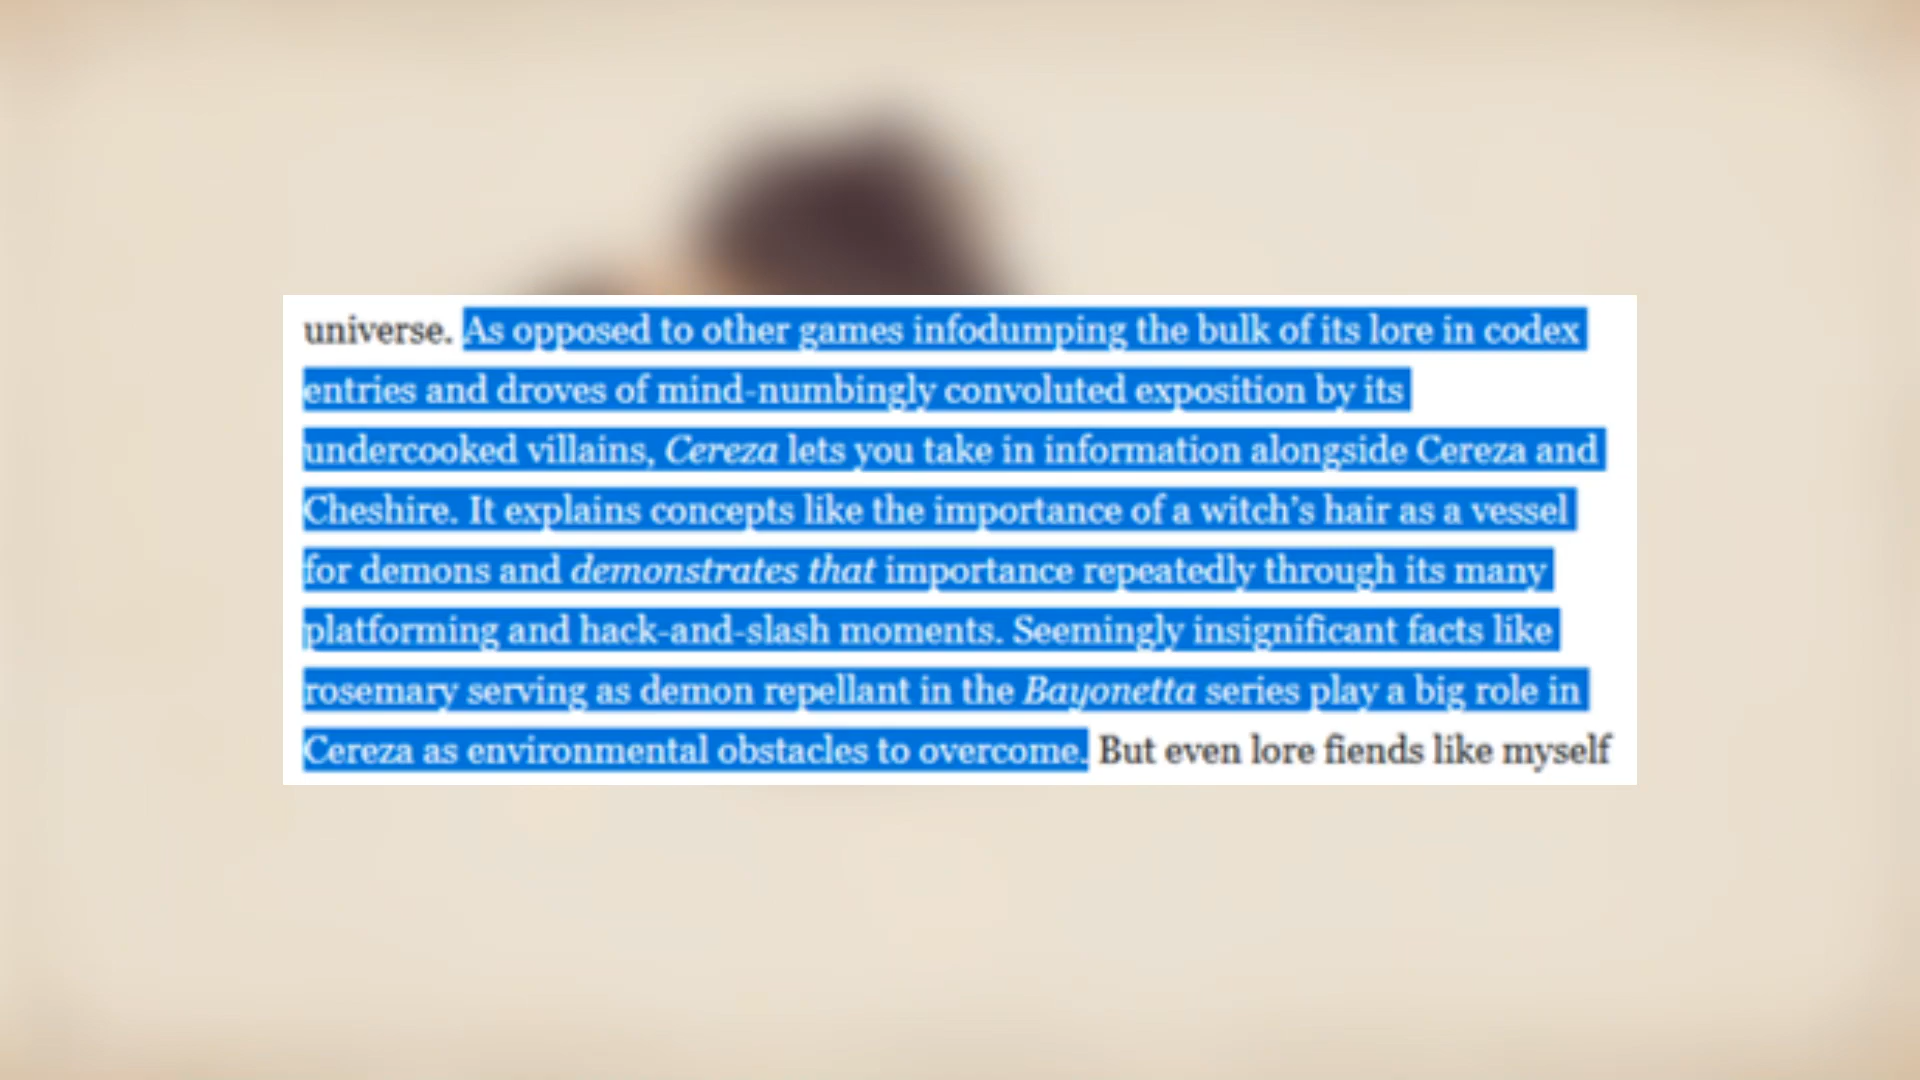 universe. As opposed to other games infodumping the bulk of its lore in codex
entries and droves of mind-numbingly convoluted exposition by its
undercooked villains, Cereza lets you take in information alongside Cereza and
Cheshire. It explains concepts like the importance of a witch’s hair as a vessel
for demons and demonstrates that importance repeatedly through its many
platforming and hack-and-slash moments. Seemingly insignificant facts like
rosemary serving as demon repellant in the Bayonetta series play a big role in
Cereza as environmental obstacles to overcome. But even lore fiends like myself